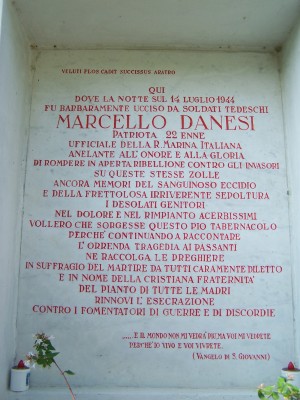 VELUTI FLOS CADIT SUCCISUS ARATRO
QUI
DOVE LA NOTTE SUL 14 LUGLIO 1944
FU BARBARAMENTE UCCISO DA SOLDATI TEDESCHI
MARCELLO DANESI
PATRIOTA 22 ENNE
UFFICIALE DELLA R. MARINA ITALIANA
ANELANTE ALL'ONORE E ALLA GLORIA
DI ROMPERE IN APERTA RIBELLIONE CONTRO GLI INVASORI
SU QUESTE STESSE ZOLLE
ANCORA MEMORI DEL SANGUINOSO ECCIDIO
E DELLA FRETTOLOSA IRRIVERENTE SEPOLTURA
I DESOLATI GENITORI
NEL DOLORE E NEL RIMPIANTO ACERBISSIMI
VOLLERO CHE SORGESSE QUESTO PIO TABERNACOLO
PERCHÈ CONTINUANDO A RACCONTARE
L'ORRENDA TRAGEDIA AI PASSANTI
NE RACCOLGA LE PREGHIERE
IN SUFFRAGIO DEL MARTIRE DA TUTTI CARAMENTE DILETTO
E IN NOME DELLA CRISTIANA FRATERNITA'
DEL PIANTO DI TUTTE LE MADRI
RINNOVI L'ESECRAZIONE
CONTRO I FOMENTATORI DI GUERRE E DI DISCORDIE
..... E IL MONDO NON MI VEDRÀ PIÙ MA VOI MI VEDRETE
PERCHÈ IO VIVO E VOI VIVRETE.
(VANGELO DI S. GIOVANNI)